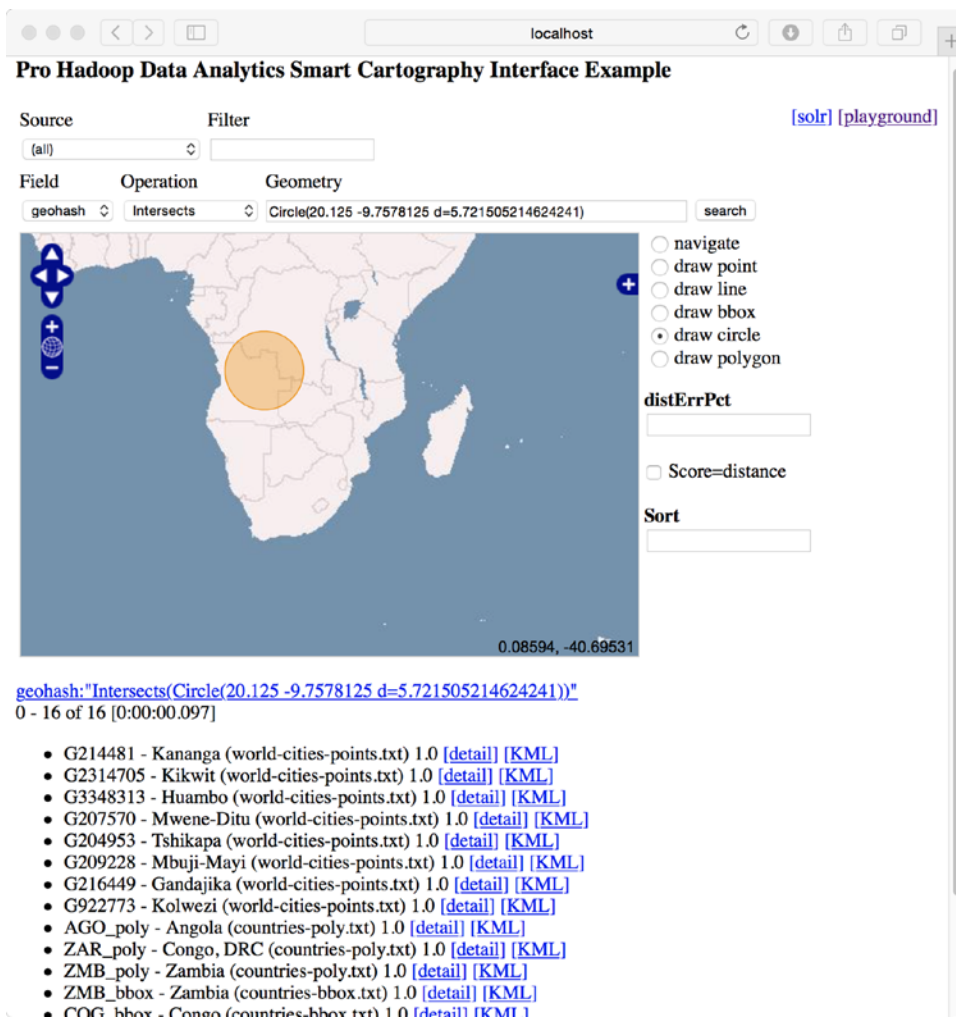 localhost
Pro Hadoop Data Analytics Smart Cartography Interface Example
Source Filter [solr] [playground]
(all)
Field Operation Geometry
geohash Intersects Circle(20.125 -9.7578125 d=5.721505214624241) search
navigate
draw point
draw line
draw bbox
draw circle
draw polygon
distErrPct
Score=distance
Sort
0.08594, -40.69531
geohash:"Intersects(Circle(20.125 -9.7578125 d=5.721505214624241))"
0 - 16 of 16 [0:00:00.097]
• G214481 - Kananga (world-cities-points.txt) 1.0 [detail] [KML]
• G2314705 - Kikwit (world-cities-points.txt) 1.0 [detail] [KML]
• G3348313 - Huambo (world-cities-points.txt) 1.0 [detail] [KML]
• G207570 - Mwene-Ditu (world-cities-points.txt) 1.0 [detail] [KML]
• G204953 - Tshikapa (world-cities-points.txt) 1.0 [detail] [KML]
• G209228 - Mbuji-Mayi (world-cities-points.txt) 1.0 [detail] [KML]
• G216449 - Gandajika (world-cities-points.txt) 1.0 [detail] [KML]
• G922773 - Kolwezi (world-cities-points.txt) 1.0 [detail] [KML]
• AGO_poly - Angola (countries-poly.txt) 1.0 [detail] [KML]
• ZAR_poly - Congo, DRC (countries-poly.txt) 1.0 [detail] [KML]
• ZMB_poly - Zambia (countries-poly.txt) 1.0 [detail] [KML]
• ZMB_bbox - Zambia (countries-bbox.txt) 1.0 [detail] [KML]
• COG_bbox - Congo (countries-bbox.txt) 1.0 [detail] [KML]